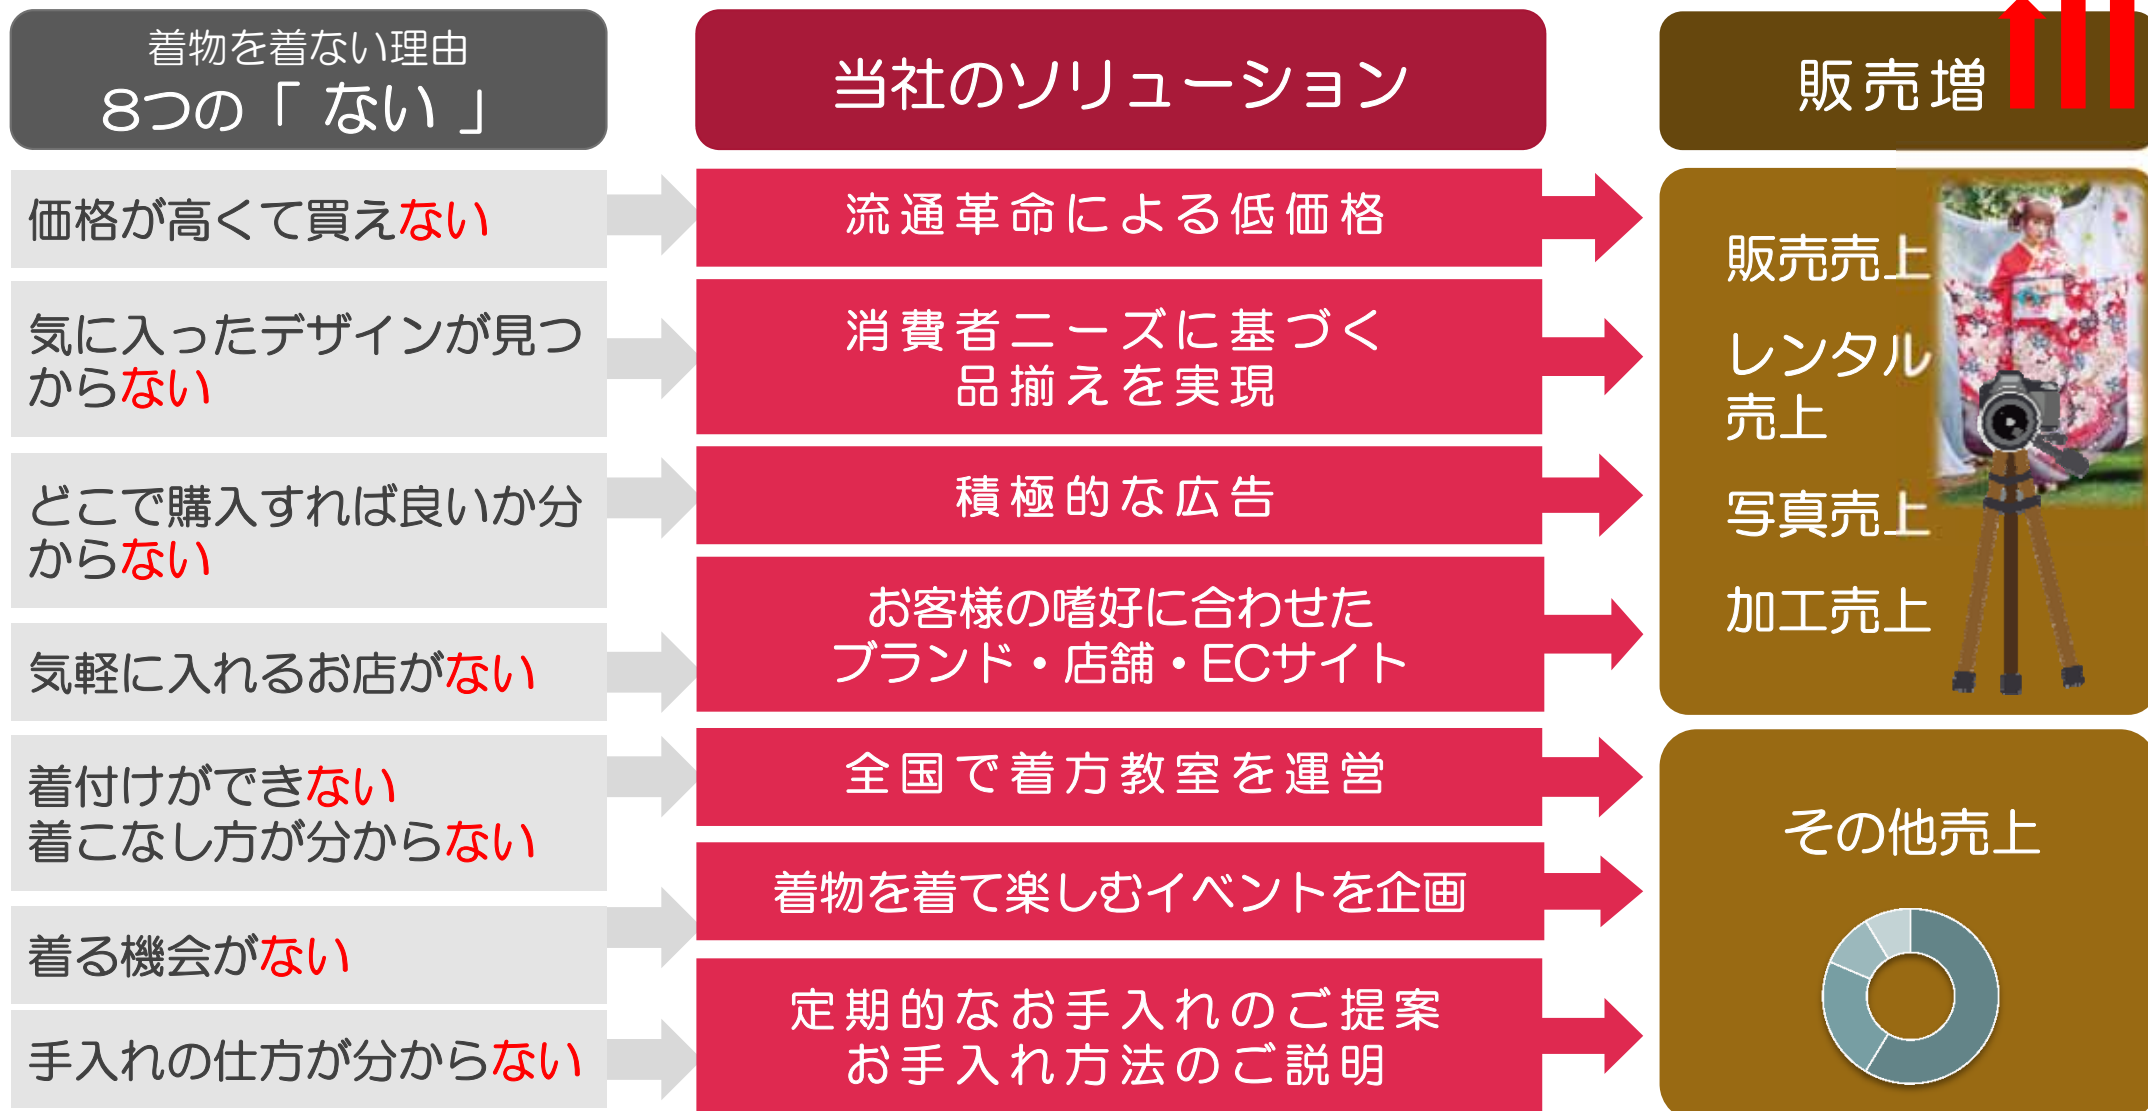 着物を着ない理由
8つの「 ない 」
価格が高くて買えない
気に入ったデザインが見つ
からない
どこで購入すれば良いか分
からない
気軽に入れるお店がない
着付けができない
着こなし方が分からない
着る機会がない
手入れの仕方が分からない
当社のソリューション
流通革命による低価格
消費者ニーズに基づく
品揃えを実現
積極的な広告
お客様の嗜好に合わせた
ブランド・店舗・ECサイト
全国で着方教室を運営
着物を着て楽しむイベントを企画
定期的なお手入れのご提案
お手入れ方法のご説明
販売増
販売売上
レンタル
売上
写真売上
加工売上
その他売上